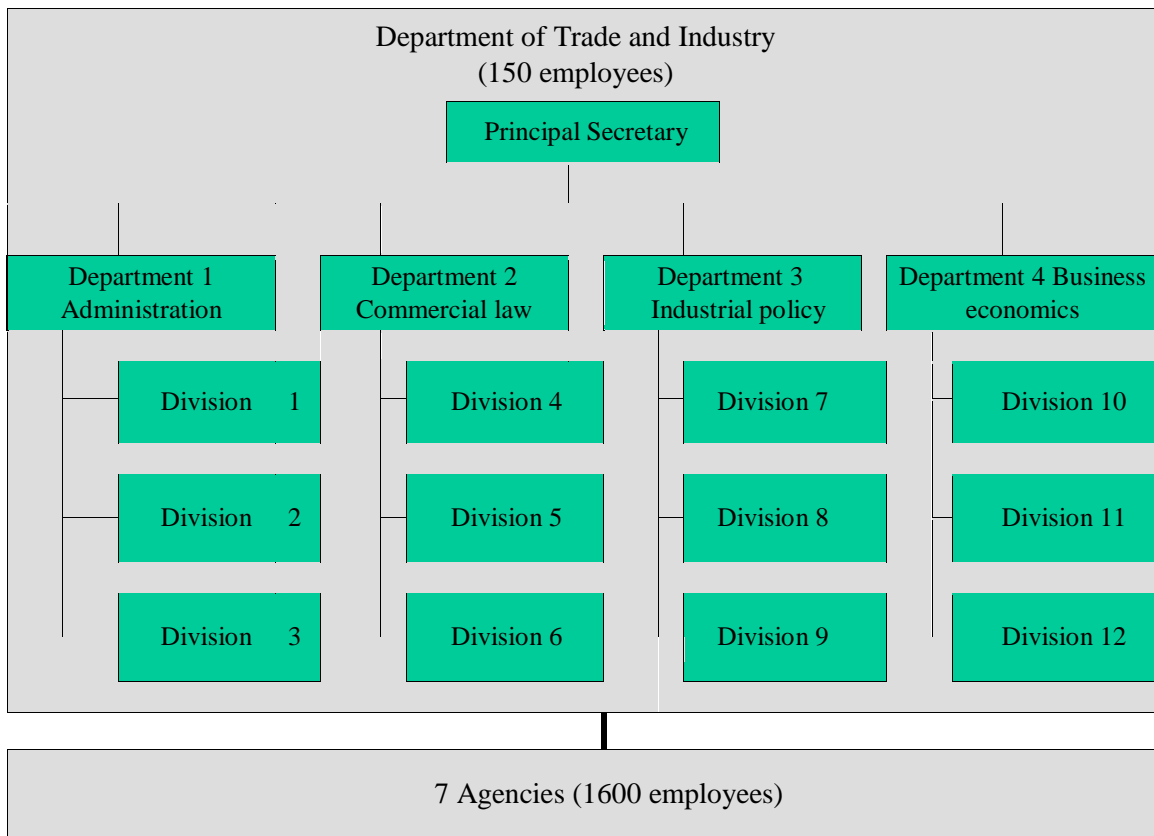 Department of Trade and Industry
(150 employees)
Principal Secretary
Department 1
Administration
Department 2
Commercial law
Department 3
Industrial policy
Department 4 Business
economics
Division 1
Division 4
Division 7
Division 10
Division 2
Division 5
Division 8
Division 11
Division 3
Division 6
Division 9
Division 12
7 Agencies (1600 employees)